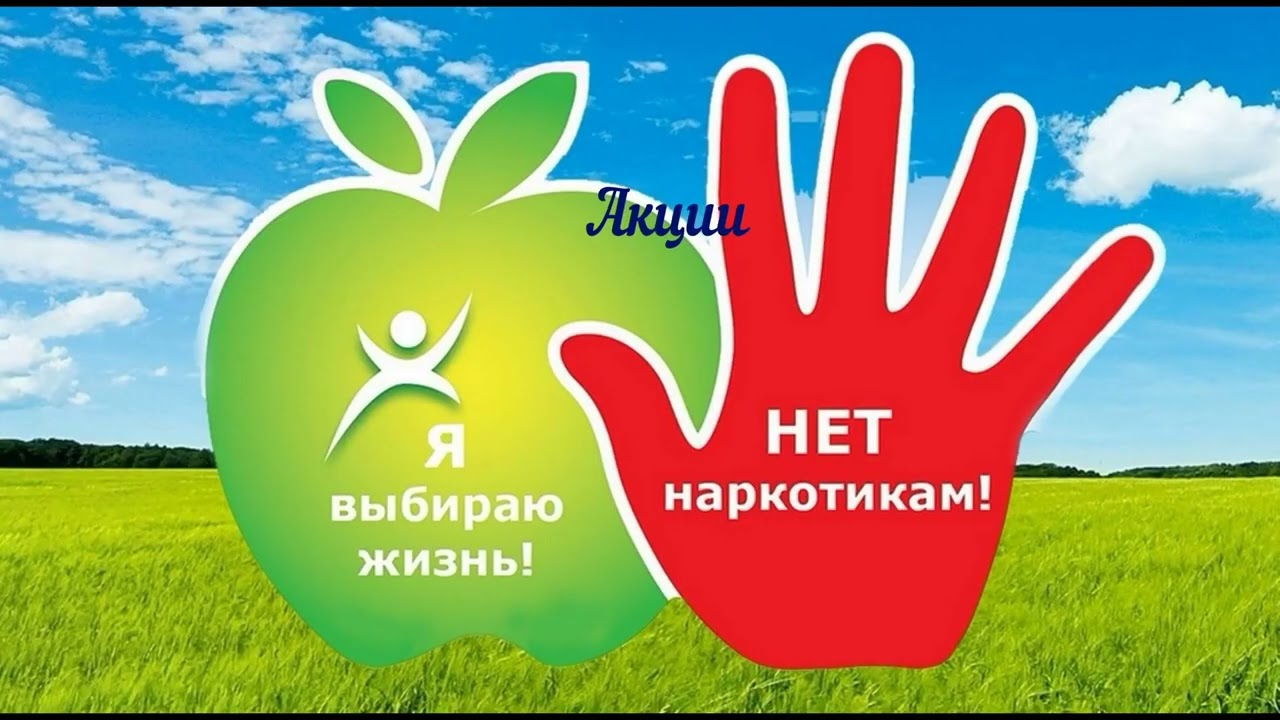 Акции
Я
выбираю
жизнь!
НЕТ
наркотикам!